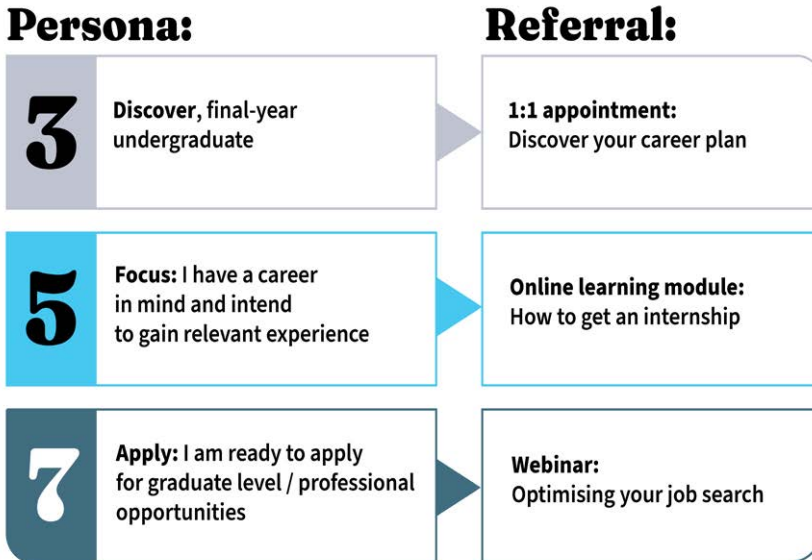 Persona:
Referral:
3
Discover, final-year
undergraduate
1:1 appointment:
Discover your career plan
5
Focus: I have a career
in mind and intend
to gain relevant experience
Online learning module:
How to get an internship
7
Apply: I am ready to apply
for graduate level / professional
opportunities
Webinar:
Optimising your job search